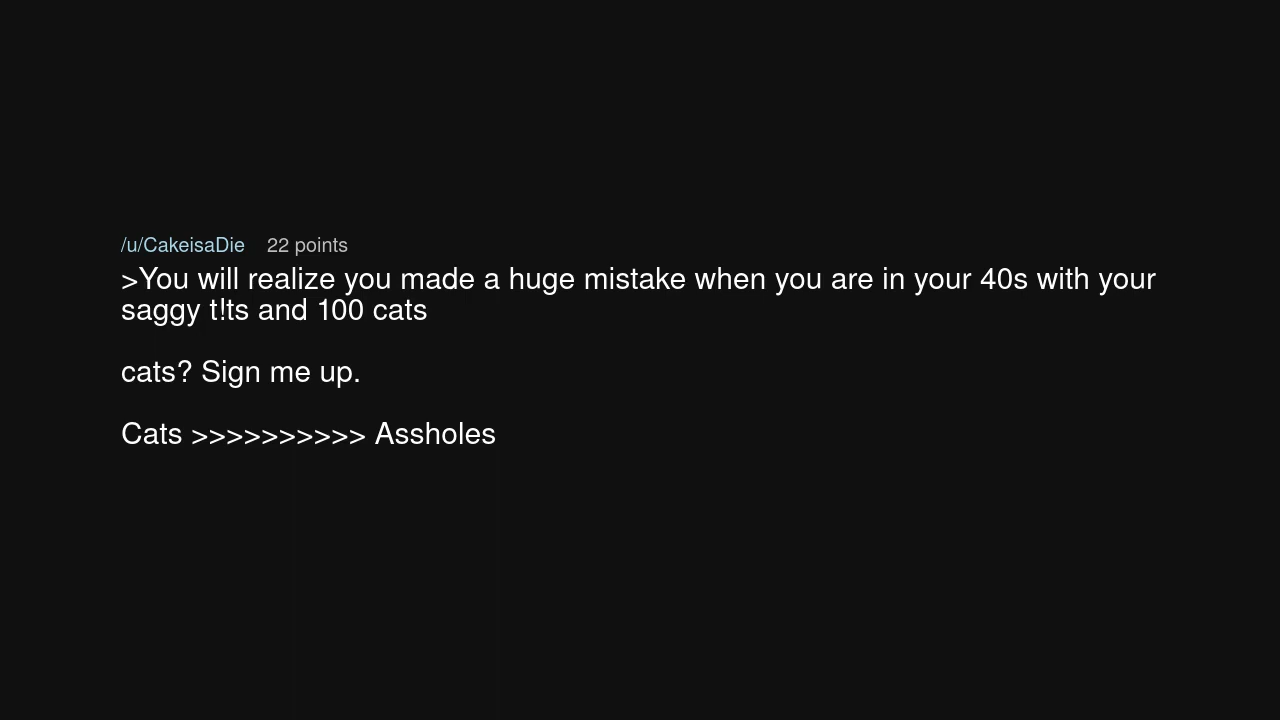 /u/CakeisaDie 22 points
>You will realize you made a huge mistake when you are in your 40s with your
saggy t!ts and 100 cats
cats? Sign me up.
Cats >>>>>>>>>> Assholes